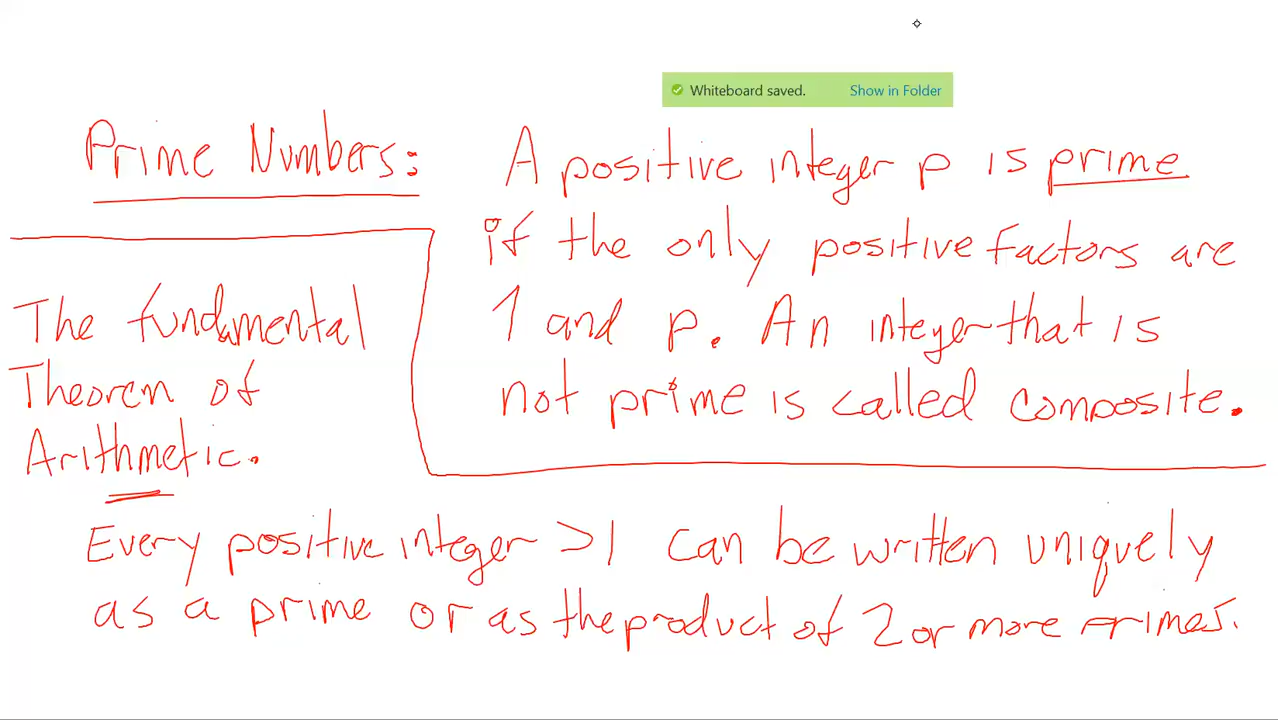 Whiteboard saved. Show in Folder
Prime Numbers:
A positive integer p is prime
if the only positive factors are
1 and p. An integer that is
not prime is called composite.
The fundamental
Theorem of
Arithmetic.
Every positive integer >1 can be written uniquely
as a prime or as the product of 2 or more primes.